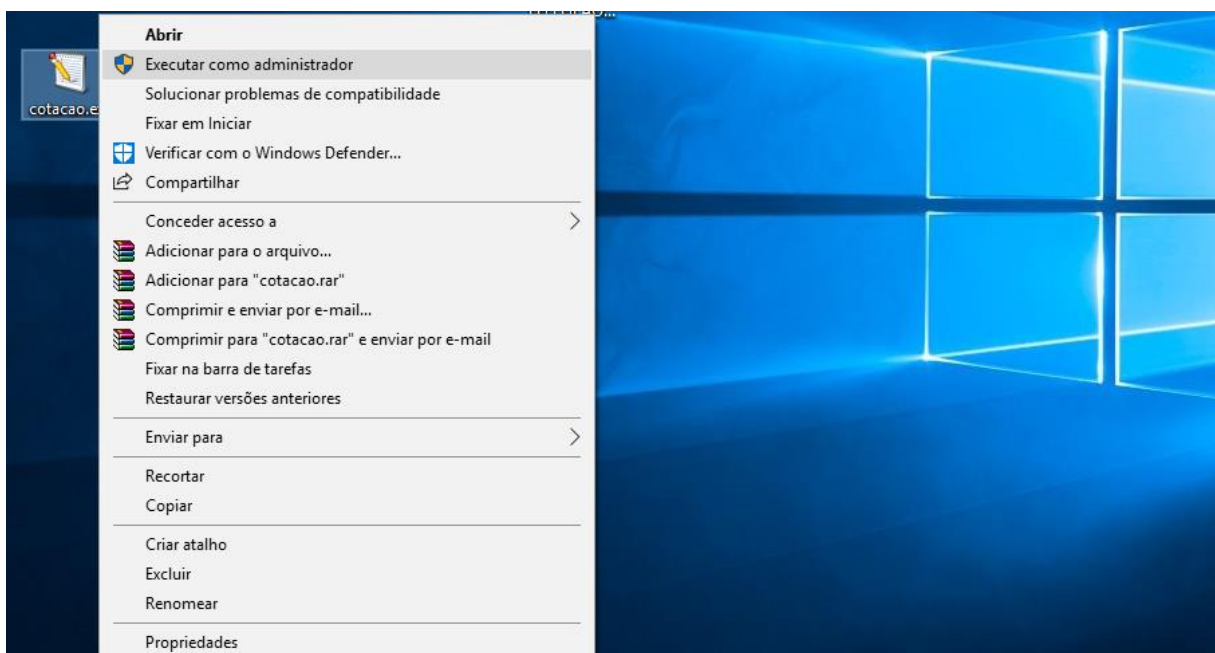 Abrir
Executar como administrador
Solucionar problemas de compatibilidade
Fixar em Iniciar
Verificar com o Windows Defender...
Compartilhar
Conceder acesso a
Adicionar para o arquivo...
Adicionar para "cotacao.rar"
Comprimir e enviar por e-mail...
Comprimir para "cotacao.rar" e enviar por e-mail
Fixar na barra de tarefas
Restaurar versões anteriores
Enviar para
Recortar
Copiar
Criar atalho
Excluir
Renomear
Propriedades
cotacao.e